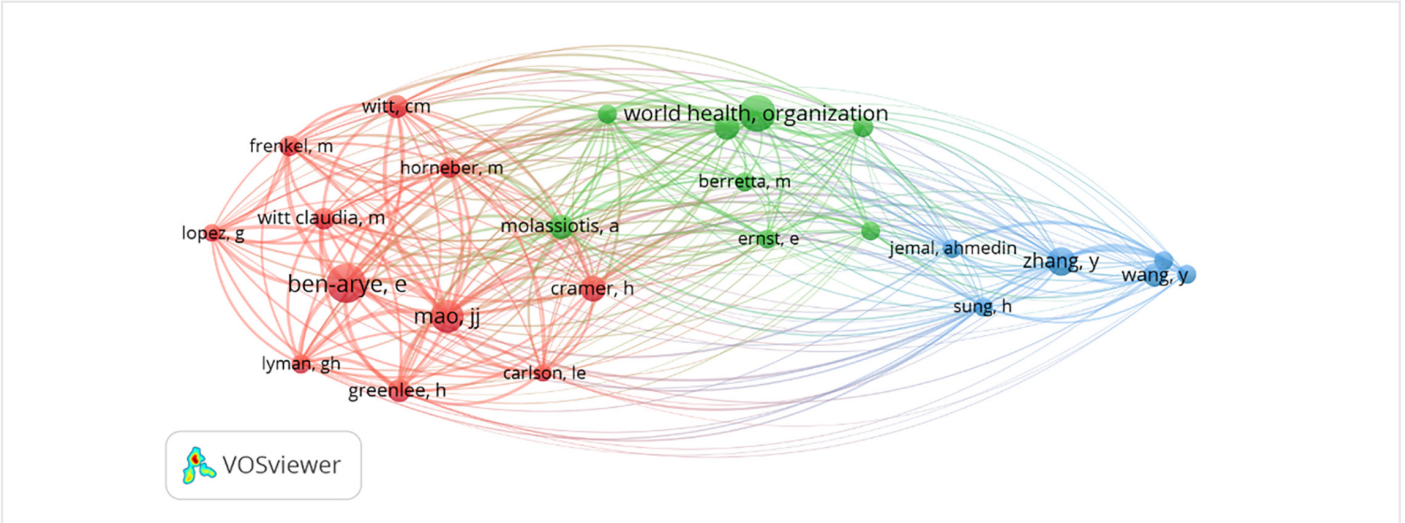 witt, cm
world health, organization
frenkel, m
horneber, m
berretta, m
witt claudia, m
molassiotis, a
lopez, g
ernst, e
jemal, ahmedin
zhang, y
wang, y
ben-arye, e
cramer, h
sung, h
mao, jj
lyman, gh
carlson, le
greenlee, h
VOSviewer